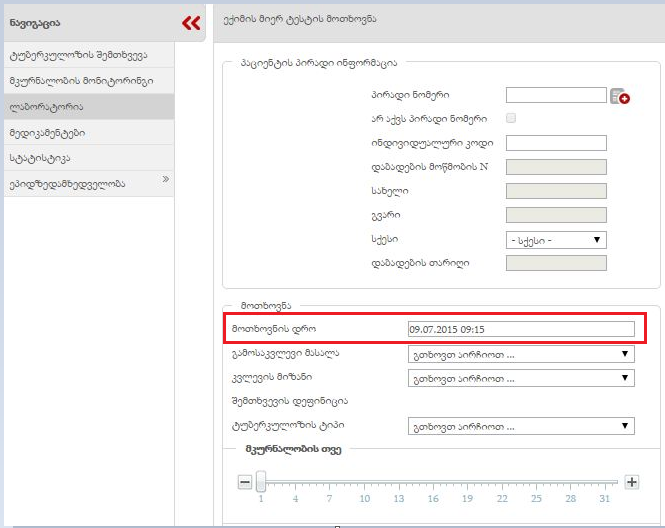 ნავიგაცია
ტუბერკულოზის შემთხვევა
მკურნალობის მონიტორინგი
ლაბორატორია
მედიკამენტები
სტატისტიკა
ეპიდზედამხედველობა »
ექიმის მიერ ტესტის მოთხოვნა
პაციენტის პირადი ინფორმაცია
პირადი ნომერი
არ აქვს პირადი ნომერი
ინდივიდუალური კოდი
დაბადების მოწმობის N
სახელი
გვარი
სქესი - სქესი -
დაბადების თარიღი
მოთხოვნა
მოთხოვნის დრო 09.07.2015 09:15
გამოსაკვლევი მასალა გთხოვთ აირჩიოთ ...
კვლევის მიზანი გთხოვთ აირჩიოთ ...
შემთხვევის დეფინიცია
ტუბერკულოზის ტიპი გთხოვთ აირჩიოთ ...
მკურნალობის თვე
1 4 7 10 13 16 19 22 25 28 31